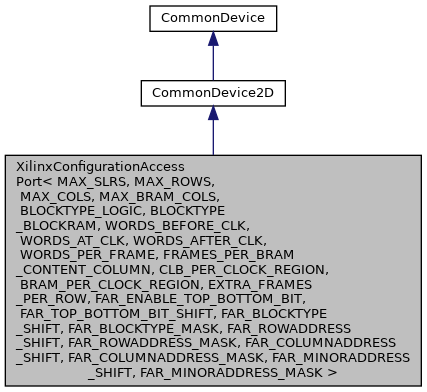 CommonDevice
CommonDevice2D
XilinxConfigurationAccess
Port< MAX_SLRS, MAX_ROWS,
MAX_COLS, MAX_BRAM_COLS,
BLOCKTYPE_LOGIC, BLOCKTYPE
_BLOCKRAM, WORDS_BEFORE_CLK,
WORDS_AT_CLK, WORDS_AFTER_CLK,
WORDS_PER_FRAME, FRAMES_PER_BRAM
_CONTENT_COLUMN, CLB_PER_CLOCK_REGION,
BRAM_PER_CLOCK_REGION, EXTRA_FRAMES
_PER_ROW, FAR_ENABLE_TOP_BOTTOM_BIT,
FAR_TOP_BOTTOM_BIT_SHIFT, FAR_BLOCKTYPE
_SHIFT, FAR_BLOCKTYPE_MASK, FAR_ROWADDRESS
_SHIFT, FAR_ROWADDRESS_MASK, FAR_COLUMNADDRESS
_SHIFT, FAR_COLUMNADDRESS_MASK, FAR_MINORADDRESS
_SHIFT, FAR_MINORADDRESS_MASK >